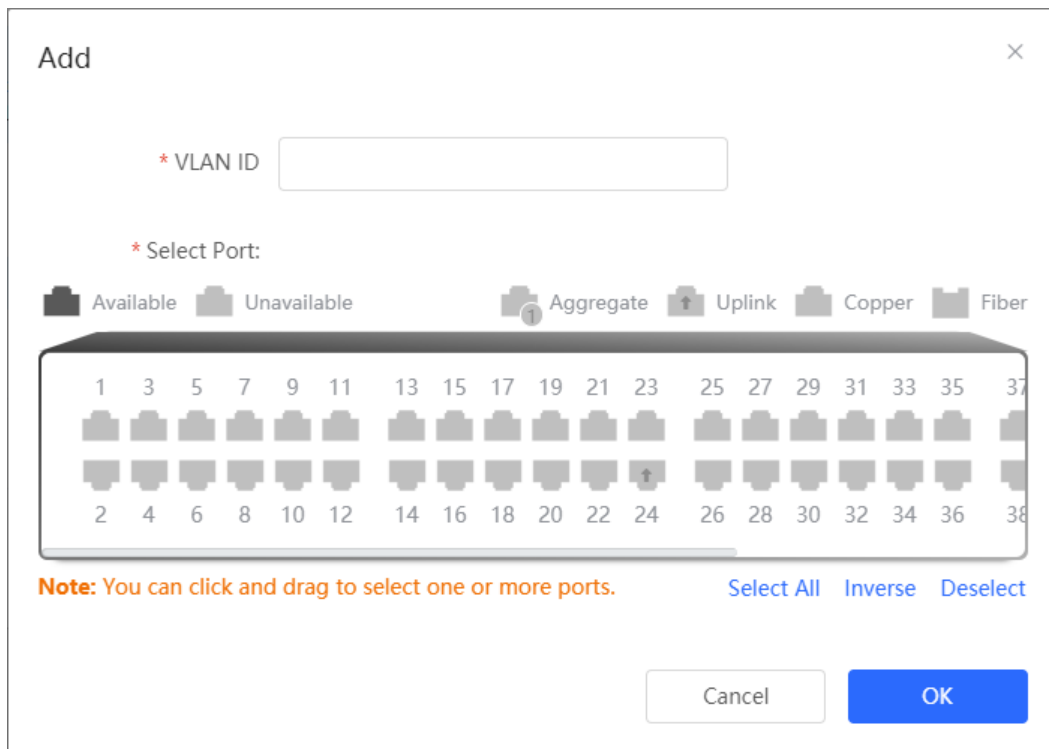 Add
* VLAN ID
* Select Port:
Available Unavailable 1 Aggregate Uplink Copper Fiber
1 3 5 7 9 11 13 15 17 19 21 23 25 27 29 31 33 35 37
2 4 6 8 10 12 14 16 18 20 22 24 26 28 30 32 34 36 38
Note: You can click and drag to select one or more ports. Select All Inverse Deselect
Cancel OK